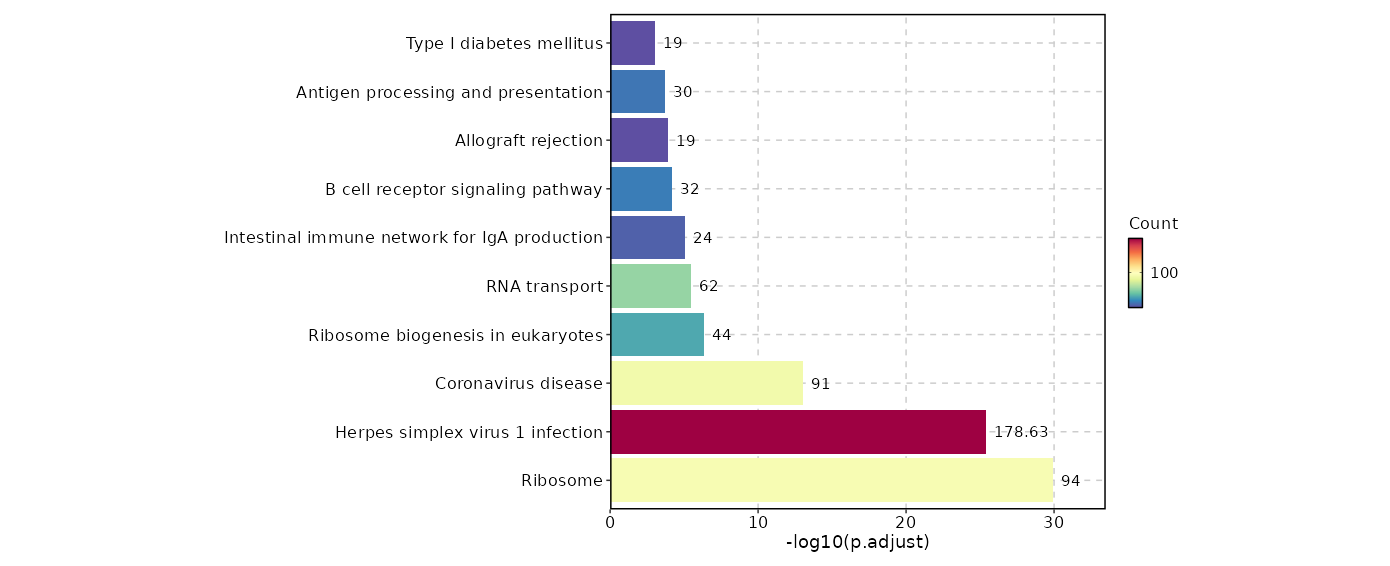 Type I diabetes mellitus 19
Antigen processing and presentation 30
Allograft rejection 19
B cell receptor signaling pathway 32
Intestinal immune network for IgA production 24
RNA transport 62
Ribosome biogenesis in eukaryotes 44
Coronavirus disease 91
Herpes simplex virus 1 infection 178.63
Ribosome 94
0 10 20 30
-log10(p.adjust)
Count
100